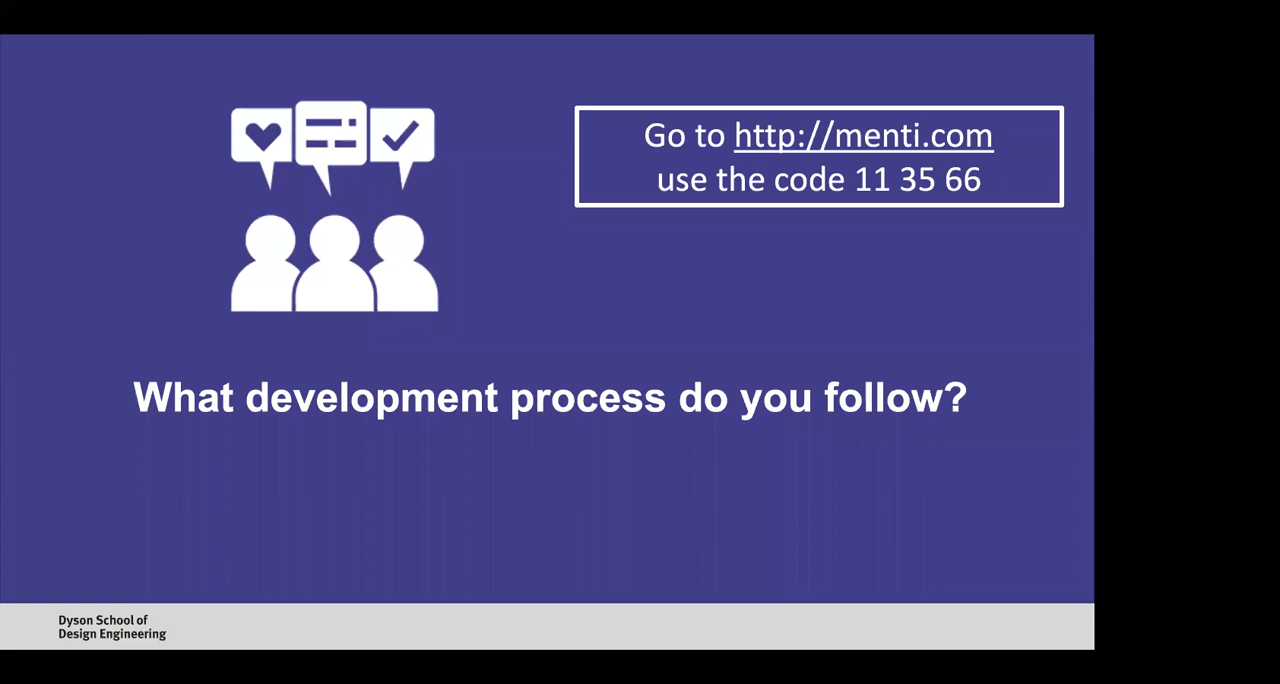 Go to http://menti.com
use the code 11 35 66
What development process do you follow?
Dyson School of
Design Engineering